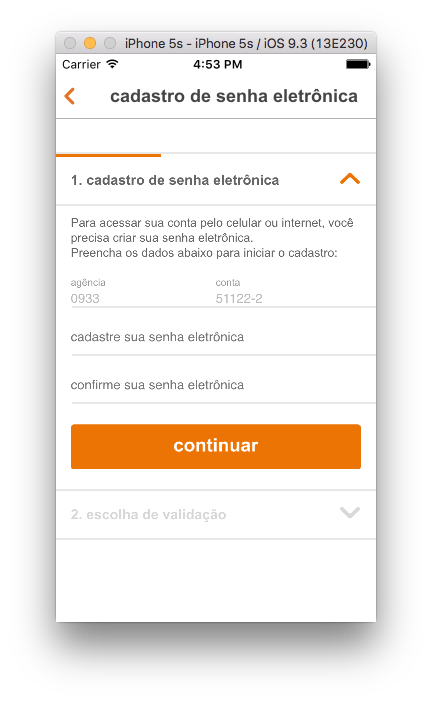 iPhone 5s - iPhone 5s / iOS 9.3 (13E230)
Carrier 4:53 PM
cadastro de senha eletrônica
1. cadastro de senha eletrônica
Para acessar sua conta pelo celular ou internet, você
precisa criar sua senha eletrônica.
Preencha os dados abaixo para iniciar o cadastro:
agência conta
0933 51122-2
cadastre sua senha eletrônica
confirme sua senha eletrônica
continuar
2. escolha de validação